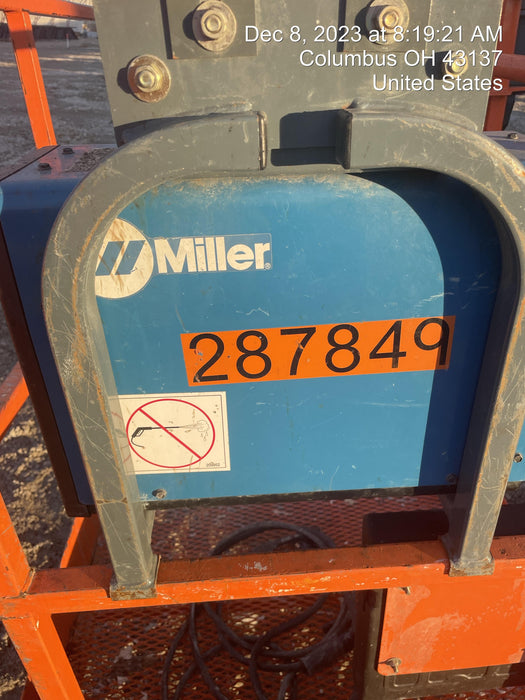 Dec 8, 2023 at 8:19:21 AM
Columbus OH 43137
United States
Miller®
287849